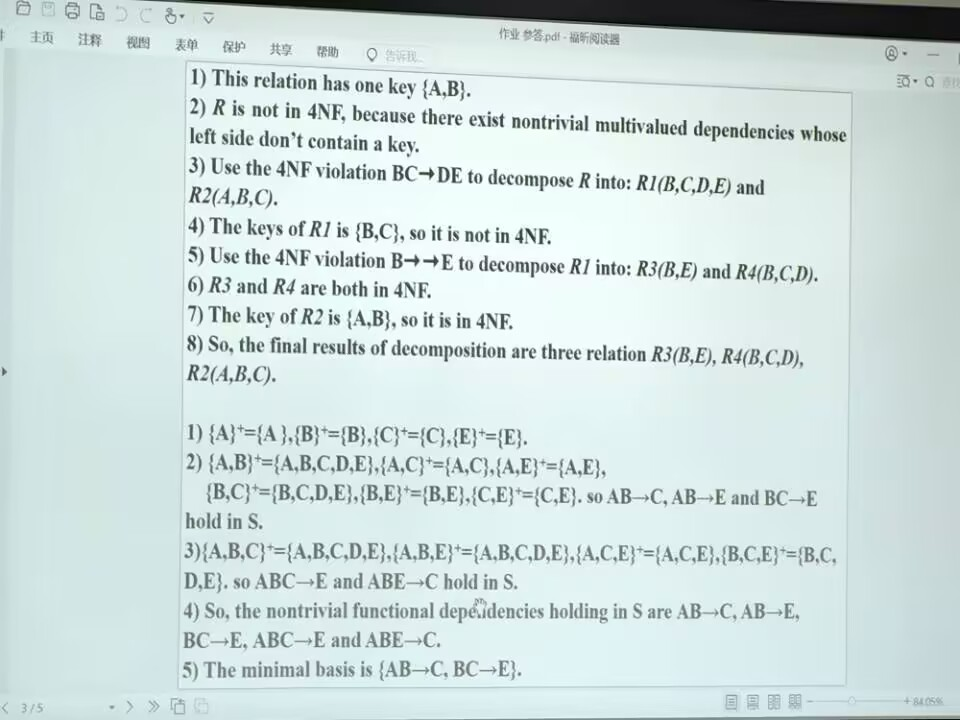 作业 参答.pdf - 福昕阅读器
主页 注释 视图 表单 保护 共享 帮助 告诉我...
1) This relation has one key {A,B}.
2) R is not in 4NF, because there exist nontrivial multivalued dependencies whose
left side don't contain a key.
3) Use the 4NF violation BC→DE to decompose R into: R1(B,C,D,E) and
R2(A,B,C).
4) The keys of R1 is {B,C}, so it is not in 4NF.
5) Use the 4NF violation B→→E to decompose R1 into: R3(B,E) and R4(B,C,D).
6) R3 and R4 are both in 4NF.
7) The key of R2 is {A,B}, so it is in 4NF.
8) So, the final results of decomposition are three relation R3(B,E), R4(B,C,D),
R2(A,B,C).
1) {A}⁺={A },{B}⁺={B},{C}⁺={C},{E}⁺={E}.
2) {A,B}⁺={A,B,C,D,E},{A,C}⁺={A,C},{A,E}⁺={A,E},
{B,C}⁺={B,C,D,E},{B,E}⁺={B,E},{C,E}⁺={C,E}. so AB→C, AB→E and BC→E
hold in S.
3){A,B,C}⁺={A,B,C,D,E},{A,B,E}⁺={A,B,C,D,E},{A,C,E}⁺={A,C,E},{B,C,E}⁺={B,C,
D,E}. so ABC→E and ABE→C hold in S.
4) So, the nontrivial functional dependencies holding in S are AB→C, AB→E,
BC→E, ABC→E and ABE→C.
5) The minimal basis is {AB→C, BC→E}.
3 / 5
84.05%